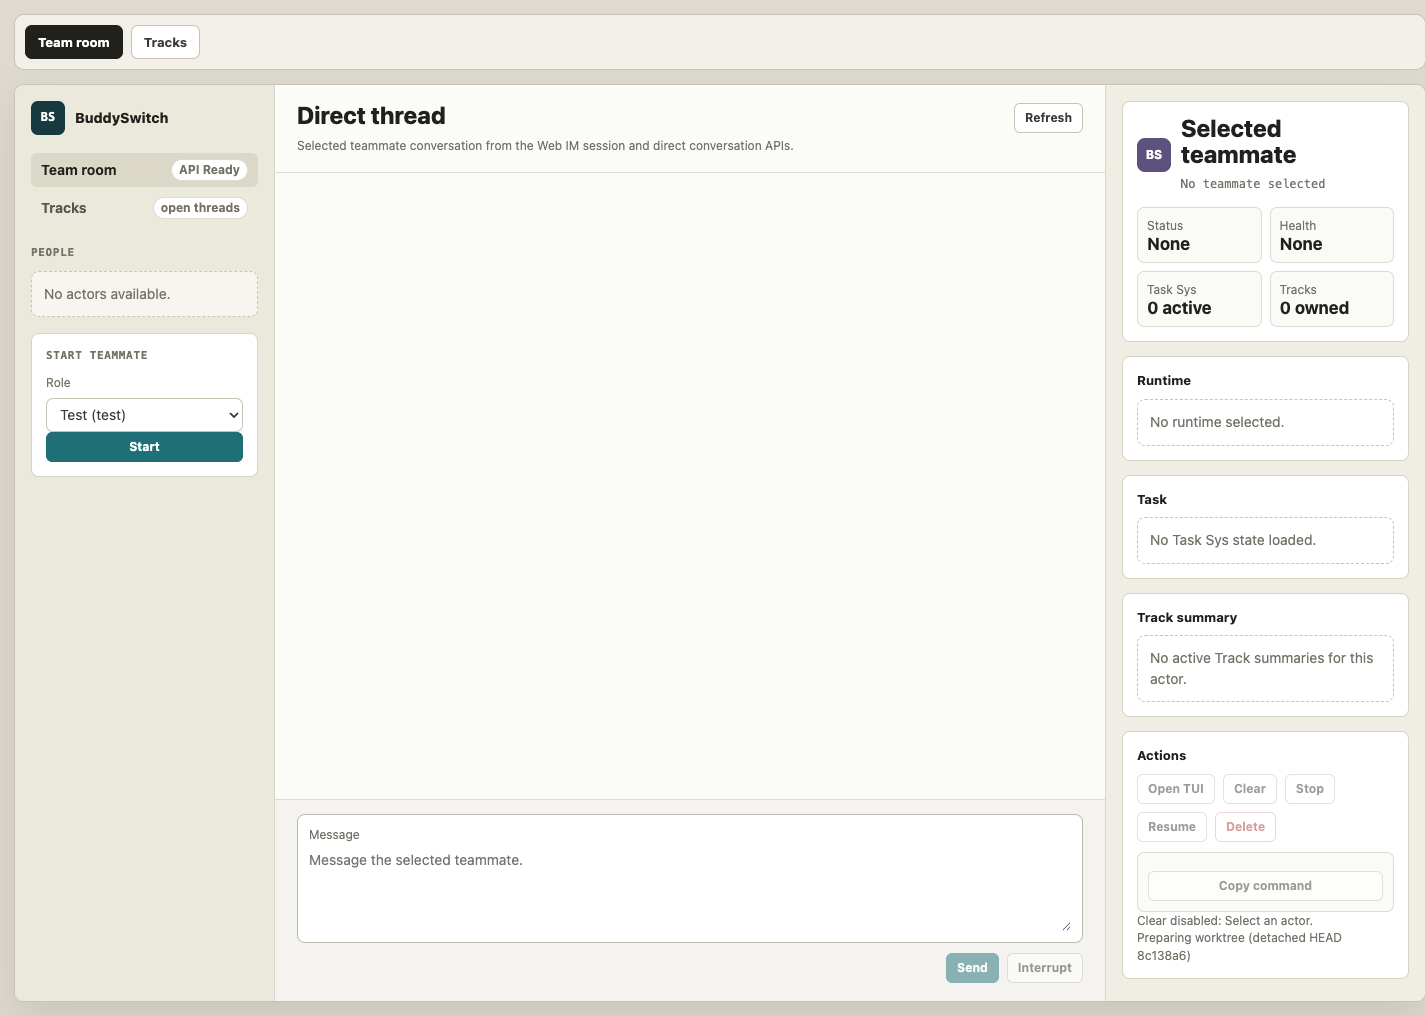 Team room
Tracks
BS
BuddySwitch
Team room
API Ready
Tracks
open threads
PEOPLE
No actors available.
START TEAMMATE
Role
Test (test)
Start
Direct thread
Selected teammate conversation from the Web IM session and direct conversation APIs.
Refresh
Message
Message the selected teammate.
Send
Interrupt
BS
Selected
teammate
No teammate selected
Status
None
Health
None
Task Sys
0 active
Tracks
0 owned
Runtime
No runtime selected.
Task
No Task Sys state loaded.
Track summary
No active Track summaries for this
actor.
Actions
Open TUI
Clear
Stop
Resume
Delete
Copy command
Clear disabled: Select an actor.
Preparing worktree (detached HEAD
8c138a6)